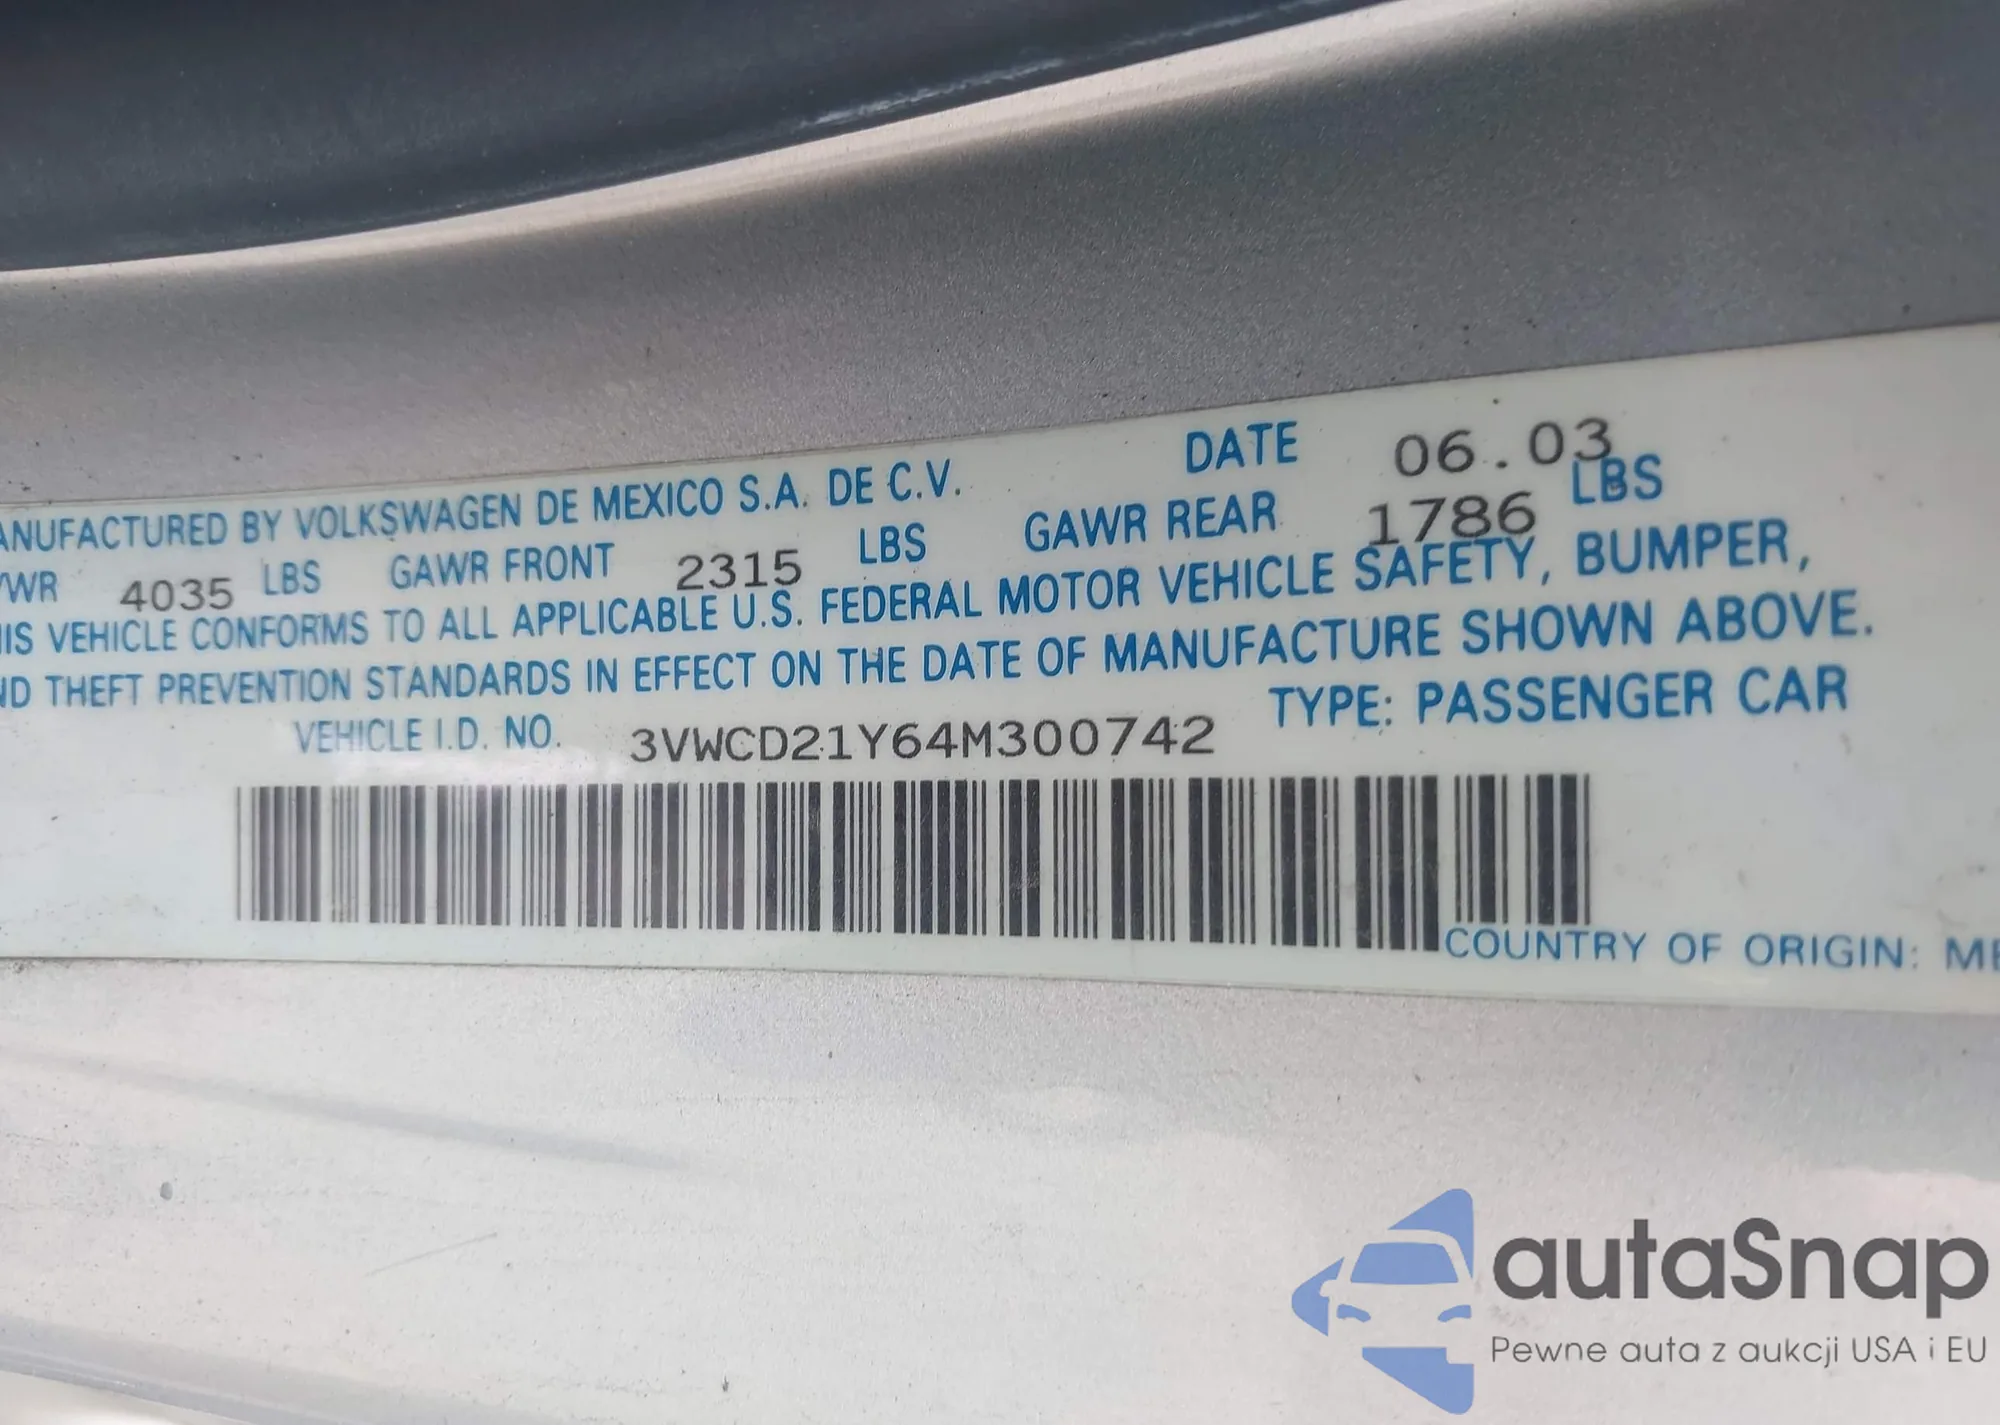 ANUFACTURED BY VOLKSWAGEN DE MEXICO S.A. DE C.V. DATE 06.03
VWR 4035 LBS GAWR FRONT 2315 LBS GAWR REAR 1786 LBS
HIS VEHICLE CONFORMS TO ALL APPLICABLE U.S. FEDERAL MOTOR VEHICLE SAFETY, BUMPER,
ND THEFT PREVENTION STANDARDS IN EFFECT ON THE DATE OF MANUFACTURE SHOWN ABOVE.
VEHICLE I.D. NO. 3VWCD21Y64M300742 TYPE: PASSENGER CAR
COUNTRY OF ORIGIN: ME
autaSnap
Pewne auta z aukcji USA i EU